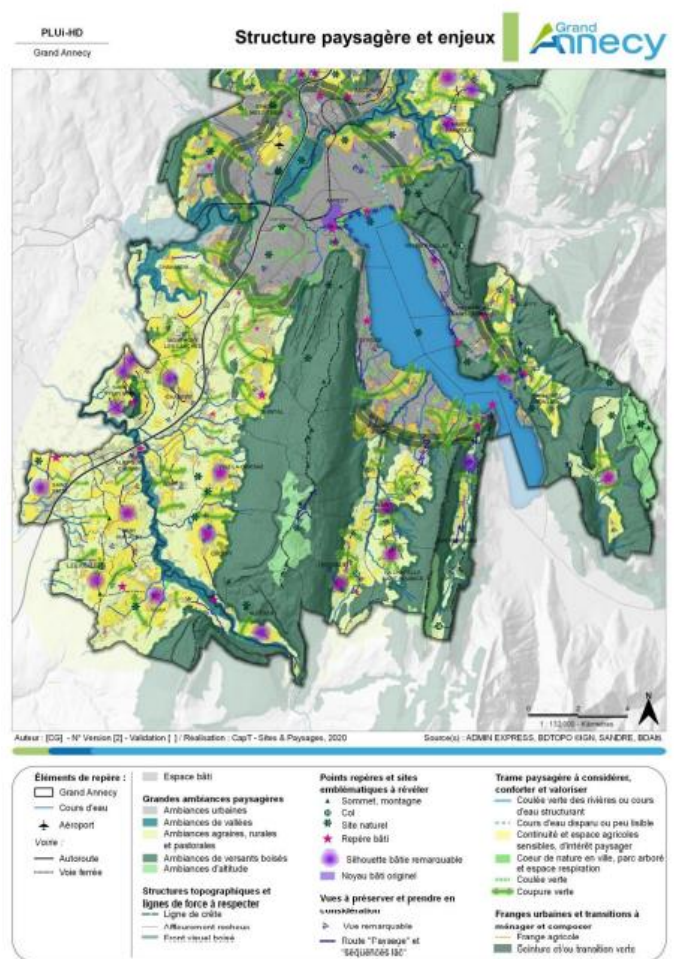 PLUi-HD
Grand Annecy
Structure paysagère et enjeux
Grand
Annecy
ANNECY
N
0 2 4
Auteur : [CG] - N° Version [2] - Validation [ ] / Réalisation : CapT - Sites & Paysages, 2020
Source(s) : ADMIN EXPRESS, BDTOPO ©IGN, SANDRE, BDAlti
Éléments de repère :
Grand Annecy
Cours d'eau
Aéroport
Voirie :
Autoroute
Voie ferrée
Espace bâti
Grandes ambiances paysagères
Ambiances urbaines
Ambiances de vallées
Ambiances agraires, rurales
et pastorales
Ambiances de versants boisés
Ambiances d'altitude
Structures topographiques et
lignes de force à respecter
Ligne de crête
Affleurement rocheux
Front visuel boisé
Points repères et sites
emblématiques à révéler
Sommet, montagne
Col
Site naturel
Repère bâti
Silhouette bâtie remarquable
Noyau bâti originel
Vues à préserver et prendre en
considération
Vue remarquable
Route "Paysage" et
"séquences lac"
Trame paysagère à considérer,
conforter et valoriser
Coulée verte des rivières ou cours
d'eau structurant
Cours d'eau disparu ou peu lisible
Continuité et espace agricoles
sensibles, d'intérêt paysager
Coeur de nature en ville, parc arboré
et espace respiration
Coulée verte
Coupure verte
Franges urbaines et transitions à
ménager et composer
Frange agricole
Ceinture et/ou transition verte